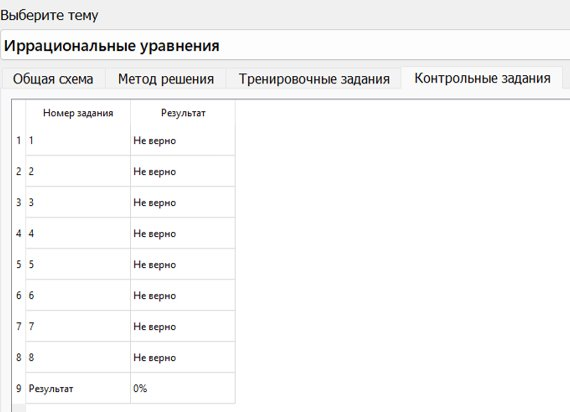 Выберите тему
Иррациональные уравнения
Общая схема Метод решения Тренировочные задания Контрольные задания
Номер задания Результат
1 1 Не верно
2 2 Не верно
3 3 Не верно
4 4 Не верно
5 5 Не верно
6 6 Не верно
7 7 Не верно
8 8 Не верно
9 Результат 0%